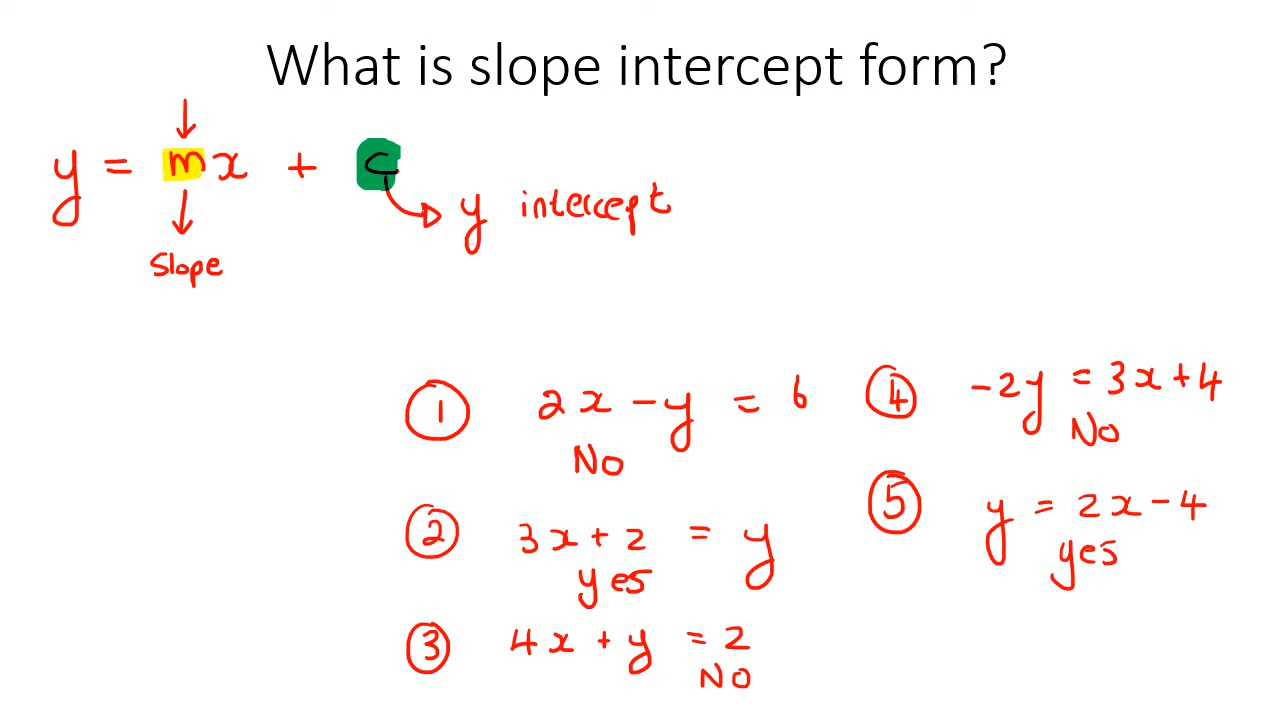 What is slope intercept form?
y = mx + c
y intercept
Slope
① 2x - y = 6
No
② 3x + 2 = y
yes
③ 4x + y = 2
No
④ -2y = 3x + 4
No
⑤ y = 2x - 4
yes